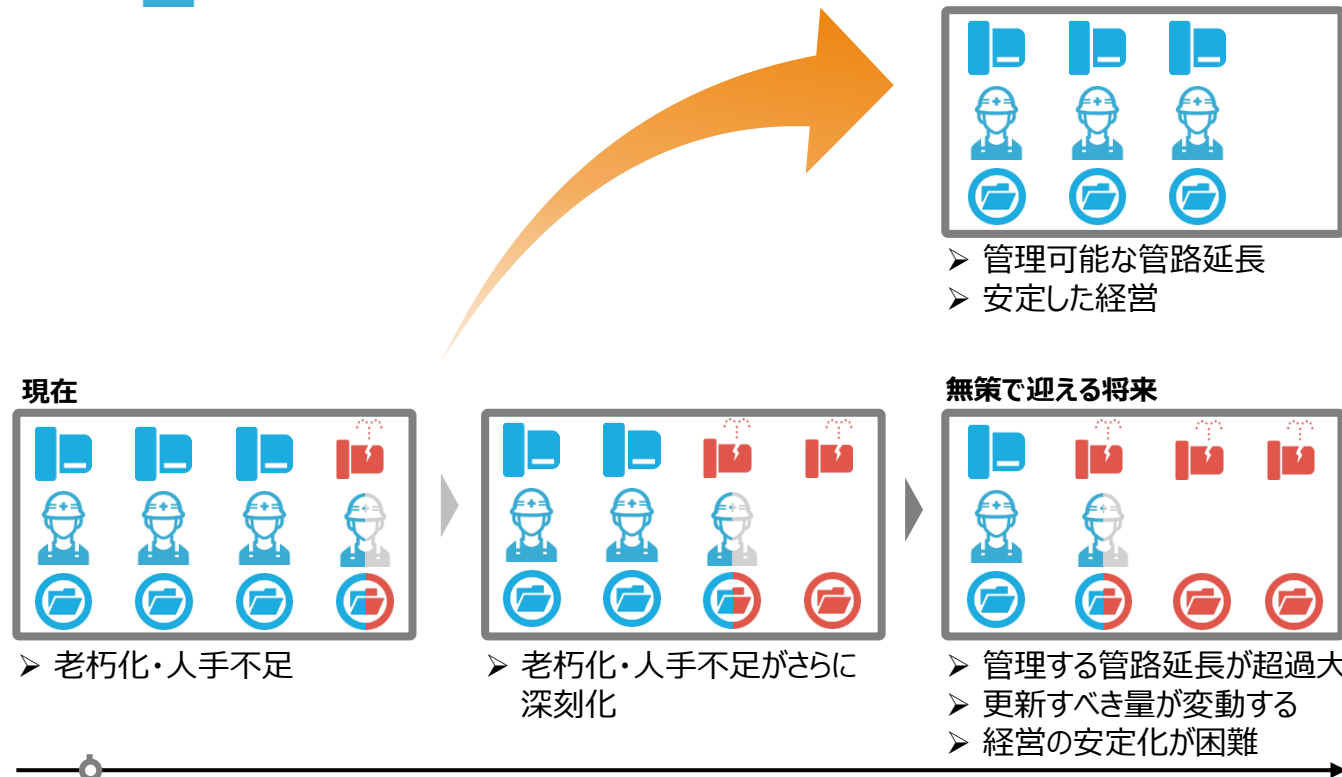 ➢ 管理可能な管路延長
➢ 安定した経営
現在
無策で迎える将来
➢ 老朽化・人手不足
➢ 老朽化・人手不足がさらに
深刻化
➢ 管理する管路延長が超過大
➢ 更新すべき量が変動する
➢ 経営の安定化が困難